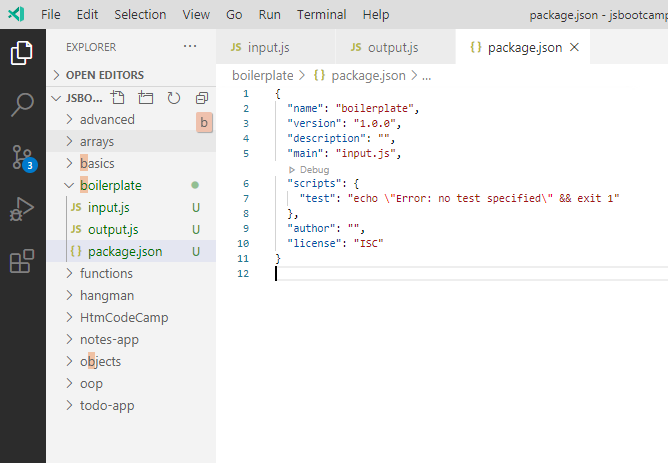 File Edit Selection View Go Run Terminal Help package.json - jsbootcamp
EXPLORER ...
OPEN EDITORS
JSBO...
advanced
b
arrays
basics
boilerplate
JS input.js U
JS output.js U
{ } package.json U
functions
hangman
HtmCodeCamp
notes-app
objects
oop
todo-app
3
JS input.js JS output.js { } package.json ×
boilerplate > { } package.json > ...
1 {
2 "name": "boilerplate",
3 "version": "1.0.0",
4 "description": "",
5 "main": "input.js",
Debug
6 "scripts": {
7 "test": "echo \"Error: no test specified\" && exit 1"
8 },
9 "author": "",
10 "license": "ISC"
11 }
12